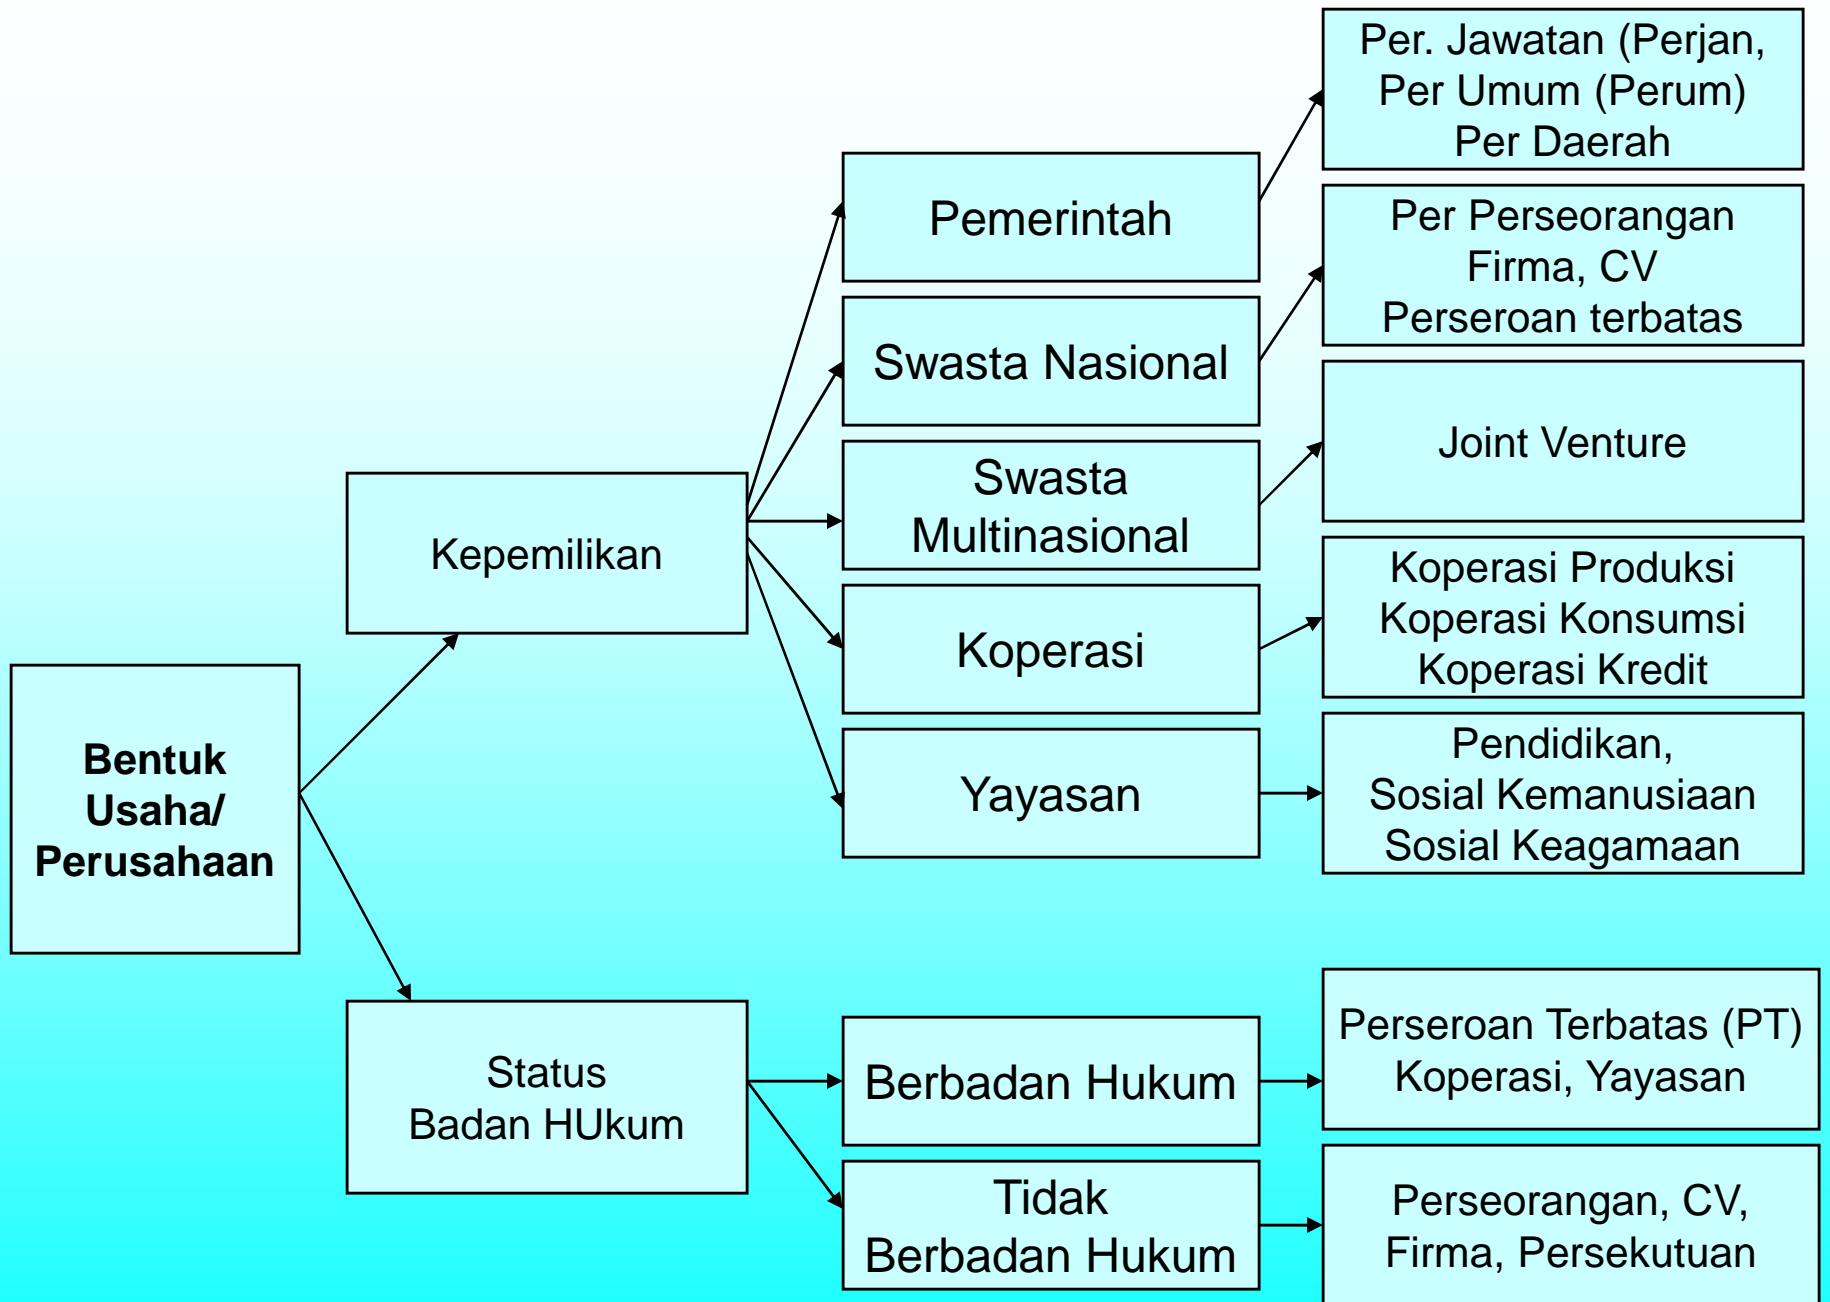 Bentuk
Usaha/
Perusahaan
Kepemilikan
Pemerintah
Per. Jawatan (Perjan,
Per Umum (Perum)
Per Daerah
Swasta Nasional
Per Perseorangan
Firma, CV
Perseroan terbatas
Swasta
Multinasional
Joint Venture
Koperasi
Koperasi Produksi
Koperasi Konsumsi
Koperasi Kredit
Yayasan
Pendidikan,
Sosial Kemanusiaan
Sosial Keagamaan
Status
Badan HUkum
Berbadan Hukum
Perseroan Terbatas (PT)
Koperasi, Yayasan
Tidak
Berbadan Hukum
Perseorangan, CV,
Firma, Persekutuan